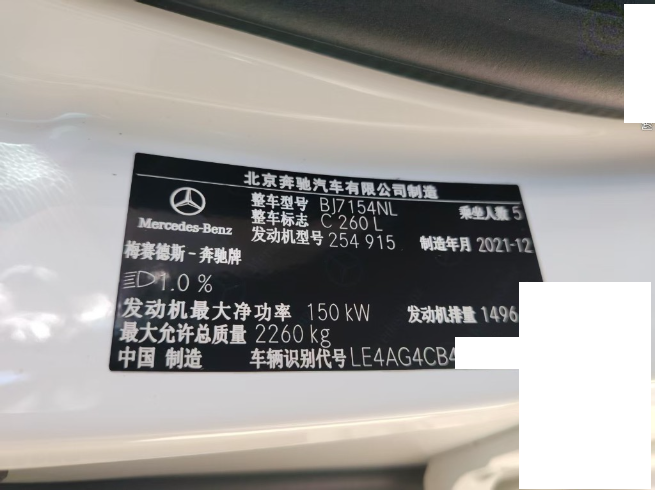 北京奔驰汽车有限公司制造
Mercedes-Benz
整车型号 BJ7154NL 乘坐人数 5
整车标志 C 260 L
发动机型号 254 915 制造年月 2021-12
梅赛德斯-奔驰牌
1.0 %
发动机最大净功率 150 kW 发动机排量 1496
最大允许总质量 2260 kg
中国 制造 车辆识别代号 LE4AG4CB4